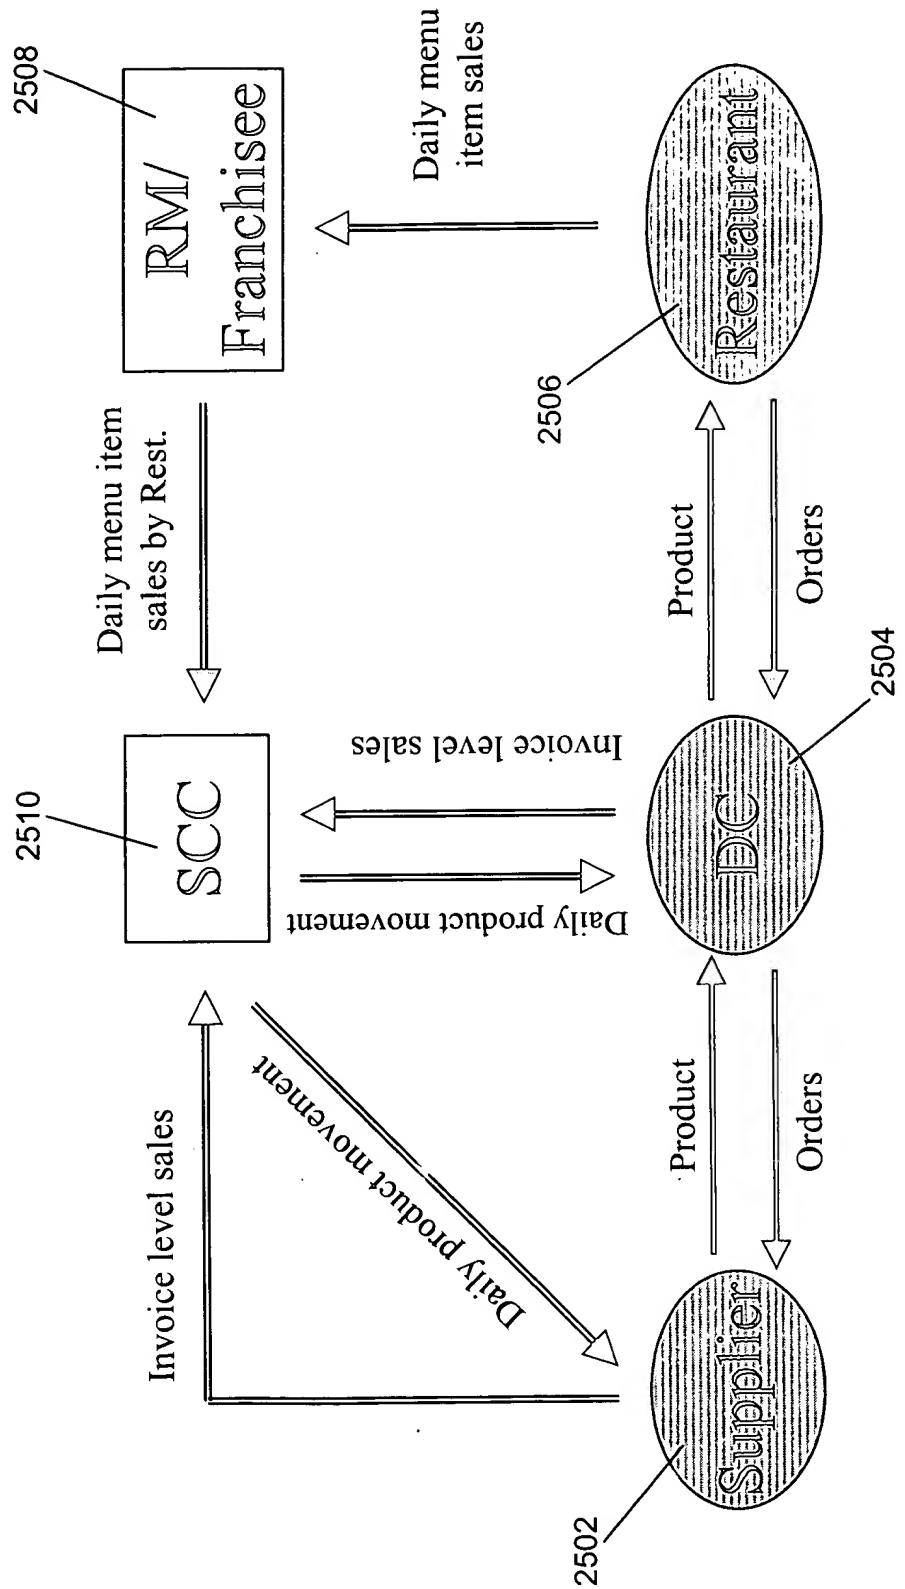 2510
SCC
Daily menu item
sales by Rest.
2508
RM/
Franchisee
Invoice level sales
Daily product movement
Daily product movement
Invoice level sales
Daily menu
item sales
2502
Supplier
Product
Orders
DC
2504
Product
Orders
2506
Restaurant